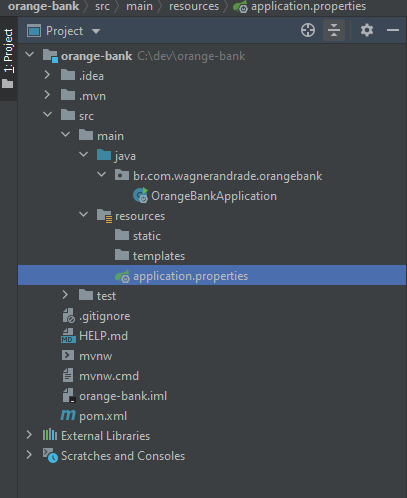 orange-bank src main resources application.properties
1: Project
Project
orange-bank C:\dev\orange-bank
.idea
.mvn
src
main
java
br.com.wagnerandrade.orangebank
OrangeBankApplication
resources
static
templates
application.properties
test
.gitignore
HELP.md
mvnw
mvnw.cmd
orange-bank.iml
pom.xml
External Libraries
Scratches and Consoles